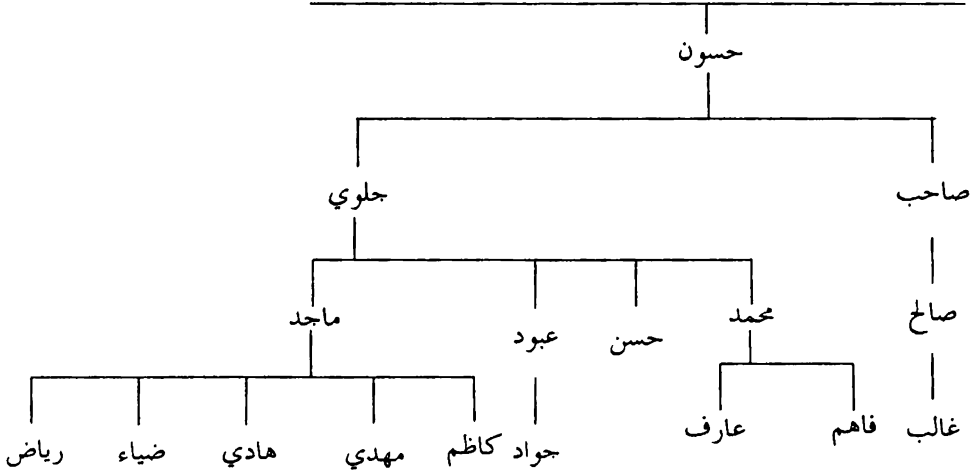 حسون
صاحب جلوي
صالح محمد حسن عبود ماجد
غالب فاهم عارف جواد كاظم مهدي هادي ضياء رياض